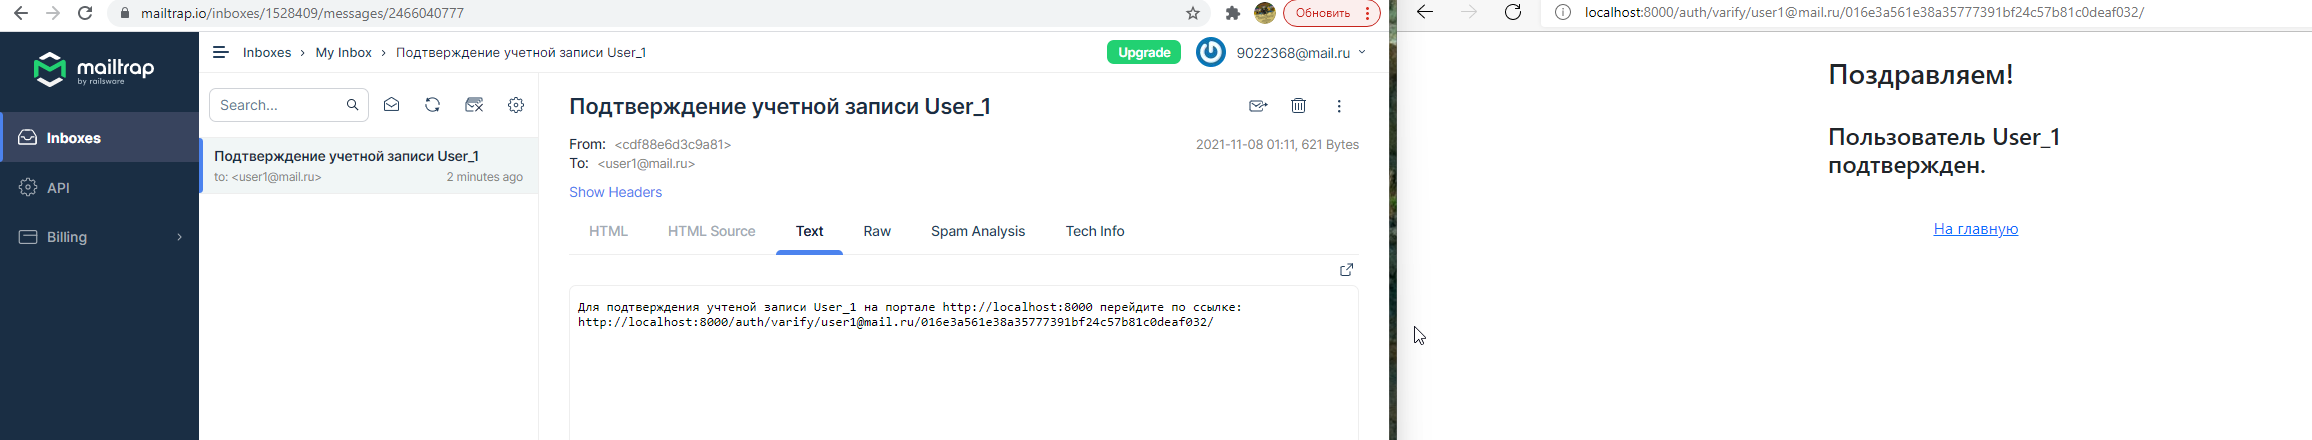 mailtrap.io/inboxes/1528409/messages/2466040777
Обновить
localhost:8000/auth/varify/user1@mail.ru/016e3a561e38a35777391bf24c57b81c0deaf032/
mailtrap
by railsware
Inboxes
API
Billing
Inboxes > My Inbox > Подтверждение учетной записи User_1
Upgrade
9022368@mail.ru
Search...
Подтверждение учетной записи User_1
to: <user1@mail.ru>
2 minutes ago
Подтверждение учетной записи User_1
From: <cdf88e6d3c9a81>
2021-11-08 01:11, 621 Bytes
To: <user1@mail.ru>
Show Headers
HTML HTML Source Text Raw Spam Analysis Tech Info
Для подтверждения учтеной записи User_1 на портале http://localhost:8000 перейдите по ссылке:
http://localhost:8000/auth/varify/user1@mail.ru/016e3a561e38a35777391bf24c57b81c0deaf032/
Поздравляем!
Пользователь User_1
подтвержден.
На главную